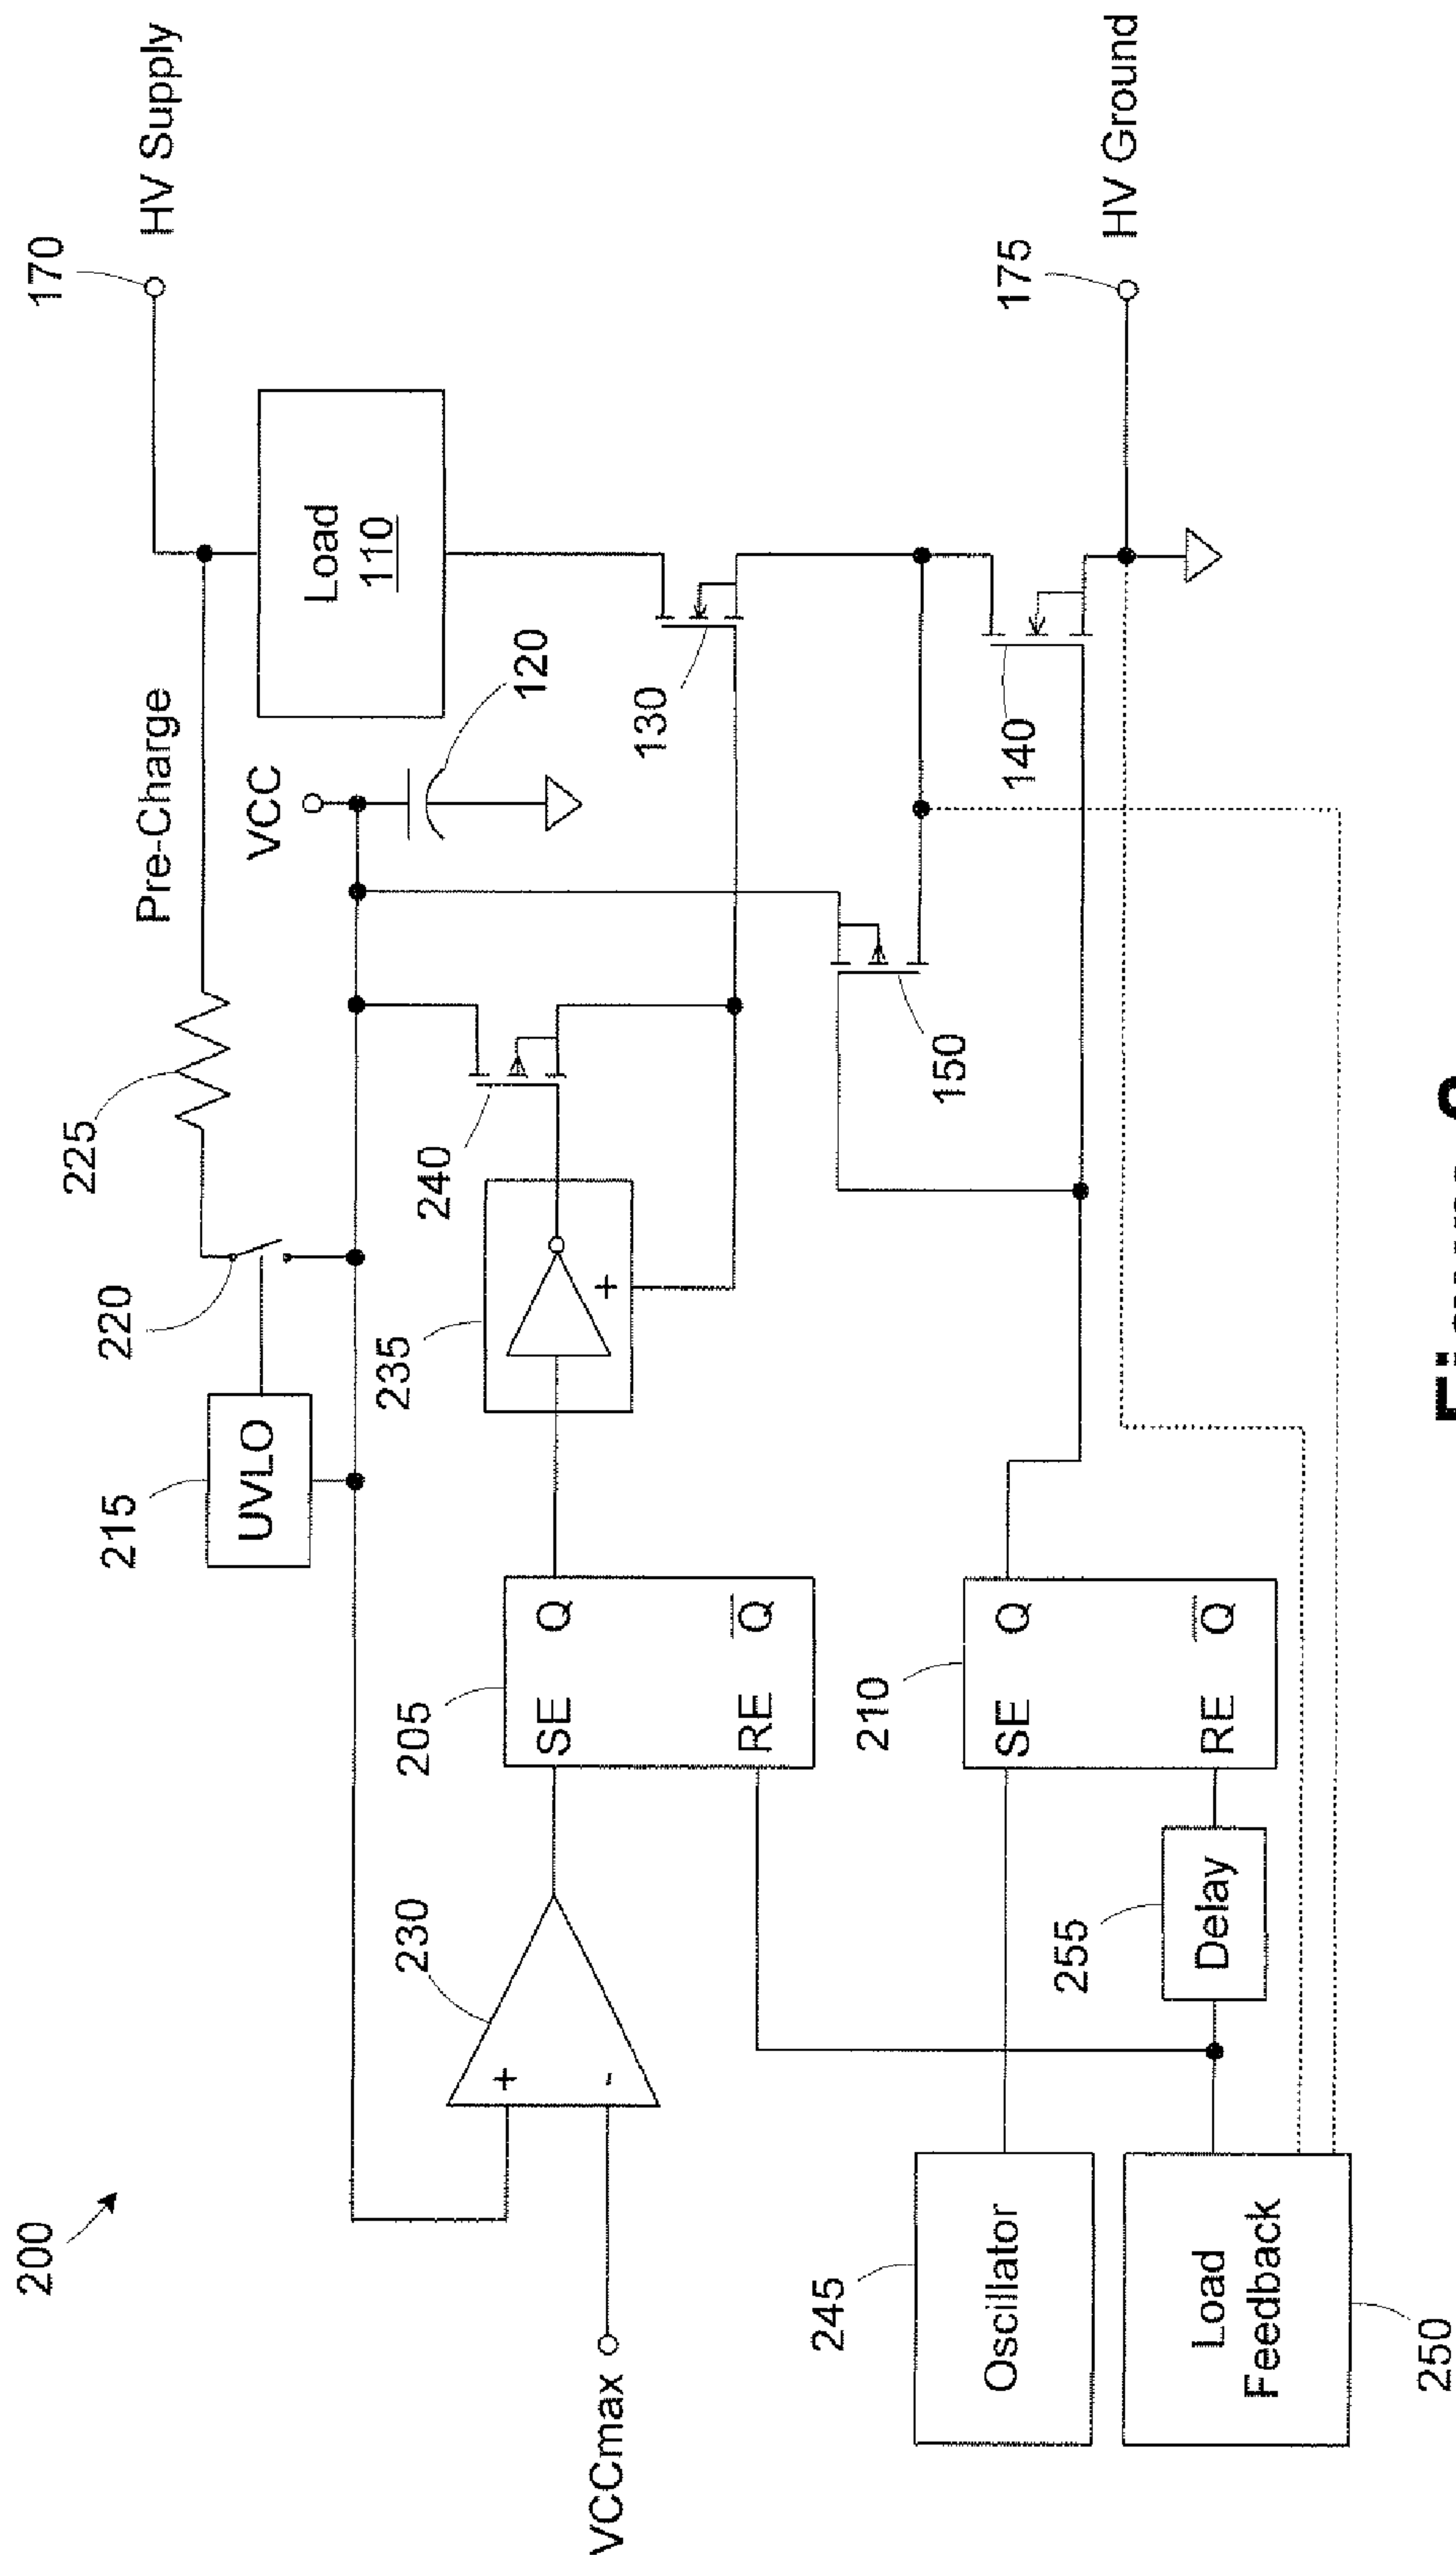 200
170
HV Supply
Pre-Charge
225
220
215
UVLO
VCC
120
Load
110
230
+
-
VCCmax
205
SE
Q
RE
Q
235
+
240
130
150
140
175
HV Ground
210
SE
Q
RE
Q
255
Delay
245
Oscillator
Load
Feedback
250